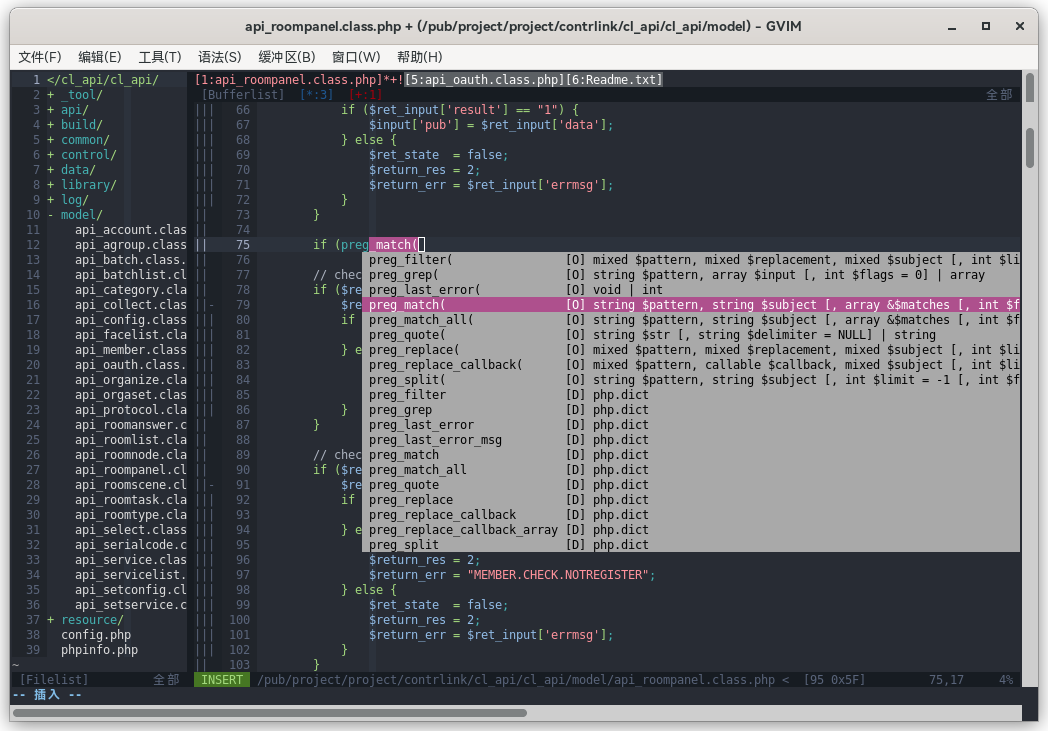 api_roompanel.class.php + (/pub/project/project/contrlink/cl_api/cl_api/model) - GVIM
文件(F) 编辑(E) 工具(T) 语法(S) 缓冲区(B) 窗口(W) 帮助(H)
1 </cl_api/cl_api/
2 + _tool/
3 + api/
4 + build/
5 + common/
6 + control/
7 + data/
8 + library/
9 + log/
10 - model/
11 api_account.clas
12 api_agroup.class
13 api_batch.class.
14 api_batchlist.cl
15 api_category.cla
16 api_collect.clas
17 api_config.class
18 api_facelist.cla
19 api_member.class
20 api_oauth.class.
21 api_organize.cla
22 api_orgaset.clas
23 api_protocol.cla
24 api_roomanswer.c
25 api_roomlist.cla
26 api_roomnode.cla
27 api_roompanel.cl
28 api_roomscene.cl
29 api_roomtask.cla
30 api_roomtype.cla
31 api_select.class
32 api_serialcode.c
33 api_service.clas
34 api_servicelist.
35 api_setconfig.cl
36 api_setservice.c
37 + resource/
38 config.php
39 phpinfo.php
~
[Filelist] 全部
[1:api_roompanel.class.php]*+![5:api_oauth.class.php][6:Readme.txt]
[Bufferlist] [*:3] [+:1] 全部
||| 66 if ($ret_input['result'] == "1") {
||| 67 $input['pub'] = $ret_input['data'];
||| 68 } else {
||| 69 $ret_state = false;
||| 70 $return_res = 2;
||| 71 $return_err = $ret_input['errmsg'];
||| 72 }
|| 73 }
|| 74
|| 75 if (preg_match(
|| 76
|| 77 // chec
|| 78 if ($re
||- 79 $re
||| 80 if
||| 81
||| 82 } e
||| 83
||| 84
||| 85
||| 86 }
|| 87 }
|| 88
|| 89 // chec
|| 90 if ($re
||- 91 $re
||| 92 if
||| 93
||| 94 } e
||| 95
||| 96 $return_res = 2;
||| 97 $return_err = "MEMBER.CHECK.NOTREGISTER";
||| 98 } else {
||| 99 $ret_state = false;
||| 100 $return_res = 2;
||| 101 $return_err = $ret_input['errmsg'];
||| 102 }
|| 103 }
preg_filter( [O] mixed $pattern, mixed $replacement, mixed $subject [, int $li
preg_grep( [O] string $pattern, array $input [, int $flags = 0] | array
preg_last_error( [O] void | int
preg_match( [O] string $pattern, string $subject [, array &$matches [, int $f
preg_match_all( [O] string $pattern, string $subject [, array &$matches [, int $f
preg_quote( [O] string $str [, string $delimiter = NULL] | string
preg_replace( [O] mixed $pattern, mixed $replacement, mixed $subject [, int $li
preg_replace_callback( [O] mixed $pattern, callable $callback, mixed $subject [, int $li
preg_split( [O] string $pattern, string $subject [, int $limit = -1 [, int $f
preg_filter [D] php.dict
preg_grep [D] php.dict
preg_last_error [D] php.dict
preg_last_error_msg [D] php.dict
preg_match [D] php.dict
preg_match_all [D] php.dict
preg_quote [D] php.dict
preg_replace [D] php.dict
preg_replace_callback [D] php.dict
preg_replace_callback_array [D] php.dict
preg_split [D] php.dict
INSERT /pub/project/project/contrlink/cl_api/cl_api/model/api_roompanel.class.php < [95 0x5F] 75,17 4%
-- 插入 --